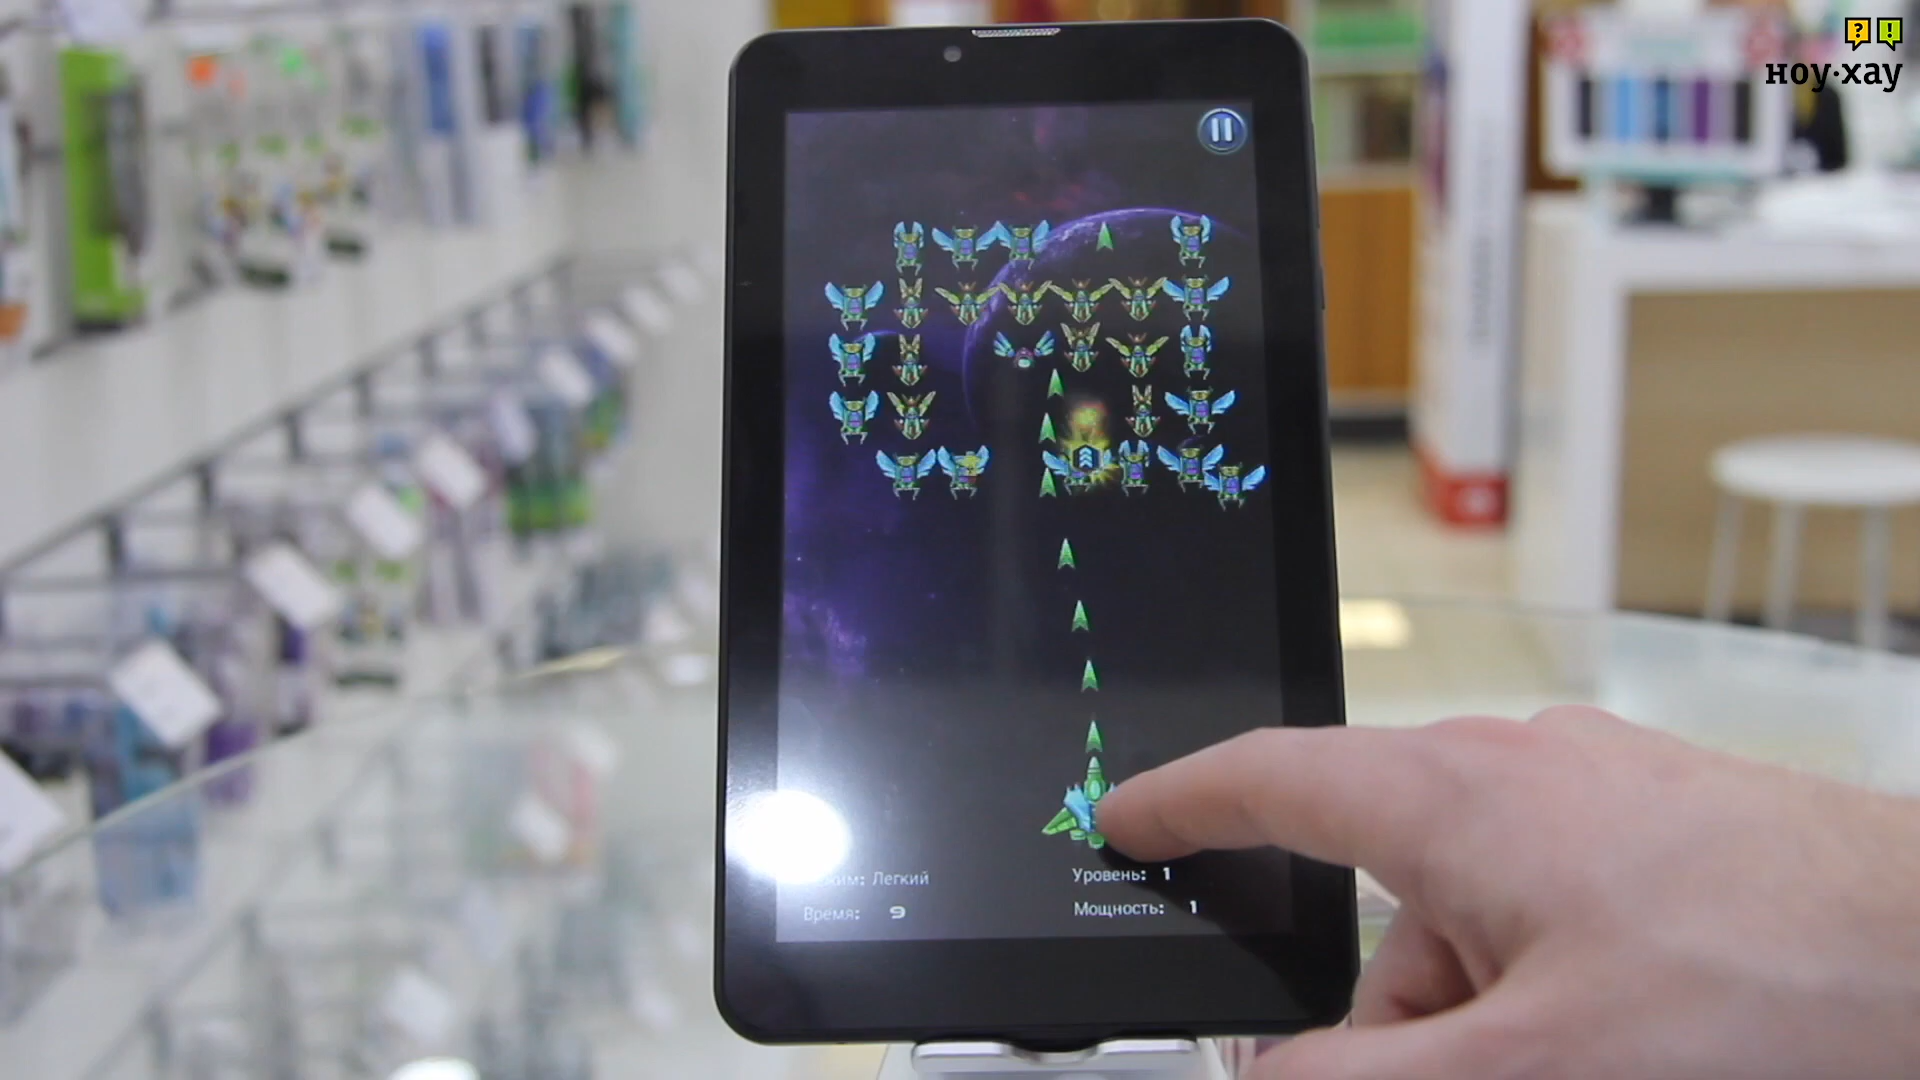 ? !
ноу·хау
Легкий
Уровень: 1
Время: 9
Мощность: 1